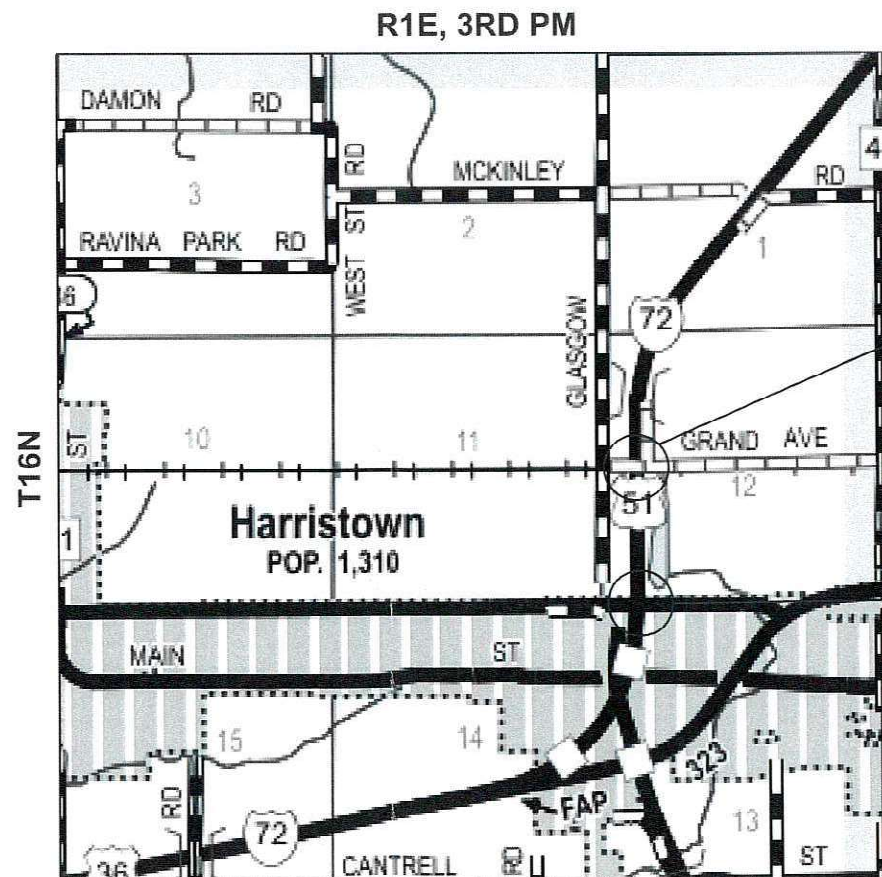 R1E, 3RD PM
T16N
DAMON RD
4
RD
MCKINLEY RD
3
2
1
RAVINA PARK RD
WEST ST
36
72
GLASGOW
ST
10
11
GRAND AVE
12
51
Harristown
POP. 1,310
1
MAIN ST
15
14
323
RD
72
FAP
13
36
CANTRELL
RD
U
ST